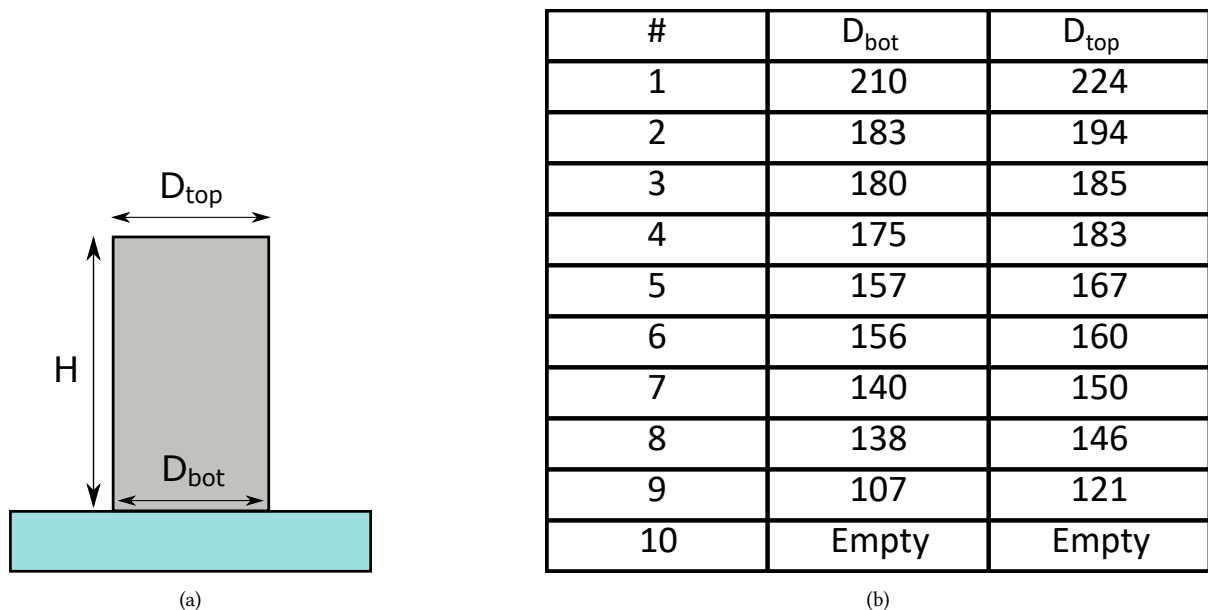 D_top
H
D_bot
(a)
# D_bot D_top
1 210 224
2 183 194
3 180 185
4 175 183
5 157 167
6 156 160
7 140 150
8 138 146
9 107 121
10 Empty Empty
(b)